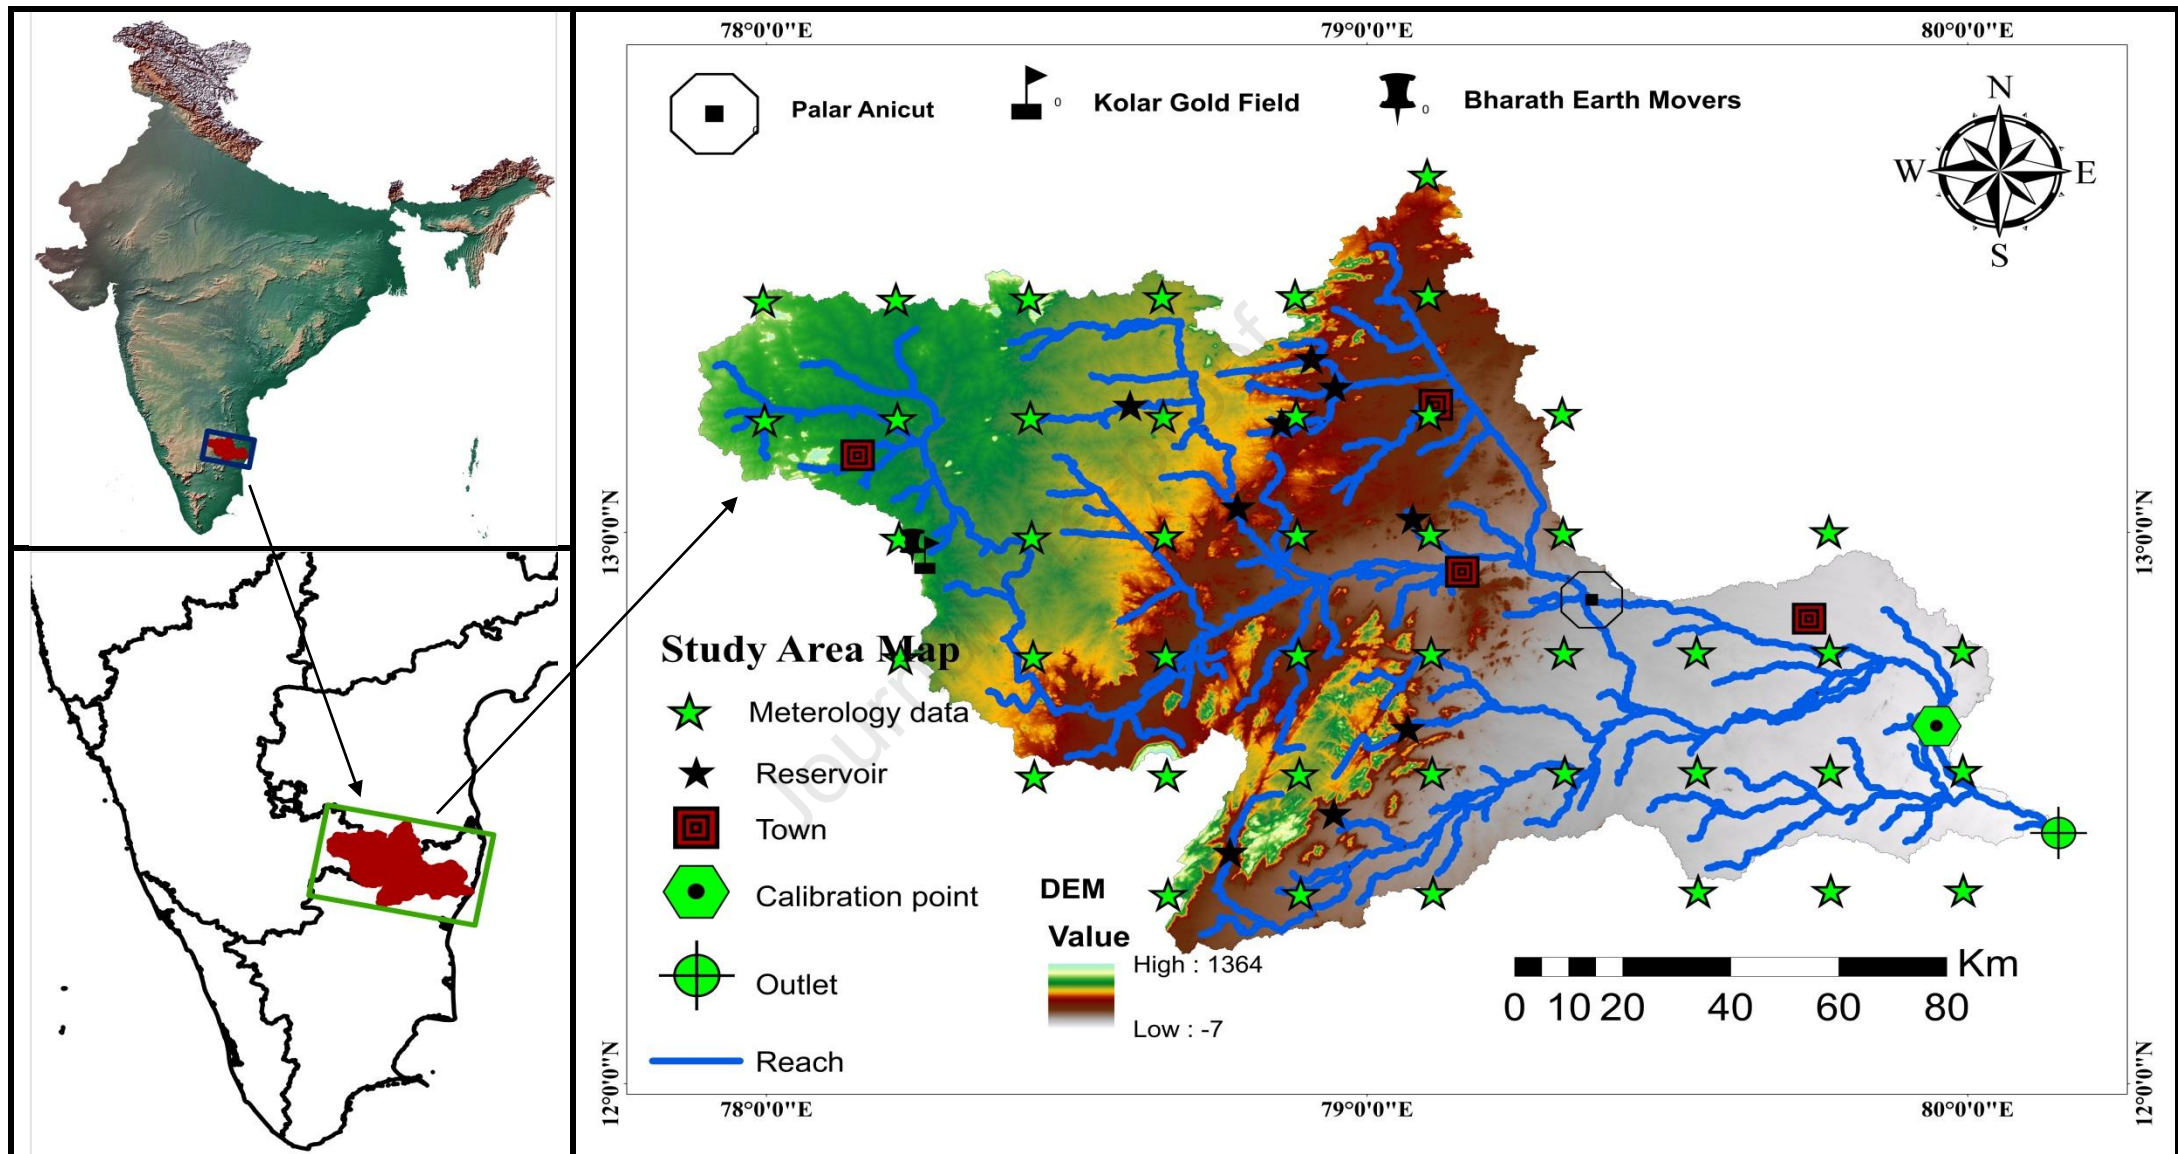 78°0'0"E
79°0'0"E
80°0'0"E
Palar Anicut
0
Kolar Gold Field
0
Bharath Earth Movers
0
N
W
E
S
13°0'0"N
13°0'0"N
Study Area Map
Meterology data
Reservoir
Town
Calibration point
Outlet
Reach
DEM
Value
High : 1364
Low : -7
Km
0 10 20 40 60 80
12°0'0"N
12°0'0"N
78°0'0"E
79°0'0"E
80°0'0"E